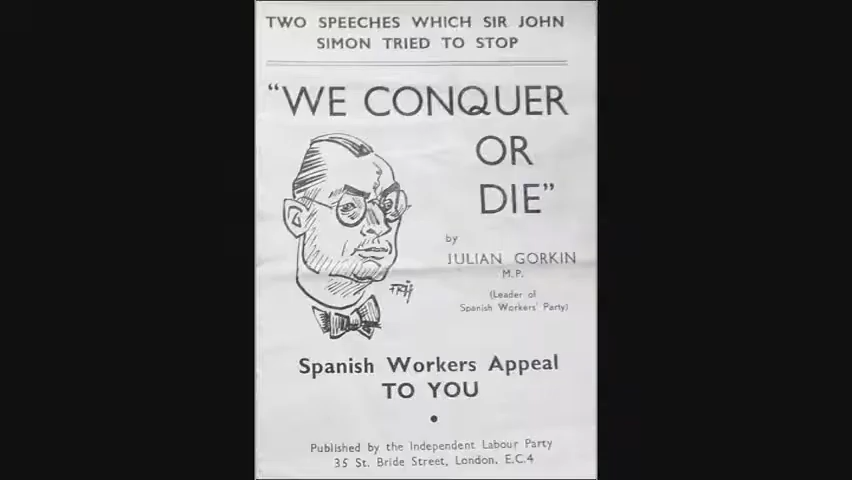 TWO SPEECHES WHICH SIR JOHN
SIMON TRIED TO STOP
"WE CONQUER
OR
DIE"
by
JULIAN GORKIN
M.P.
(Leader of
Spanish Workers' Party)
Spanish Workers Appeal
TO YOU
Published by the Independent Labour Party
35 St. Bride Street, London. E.C.4